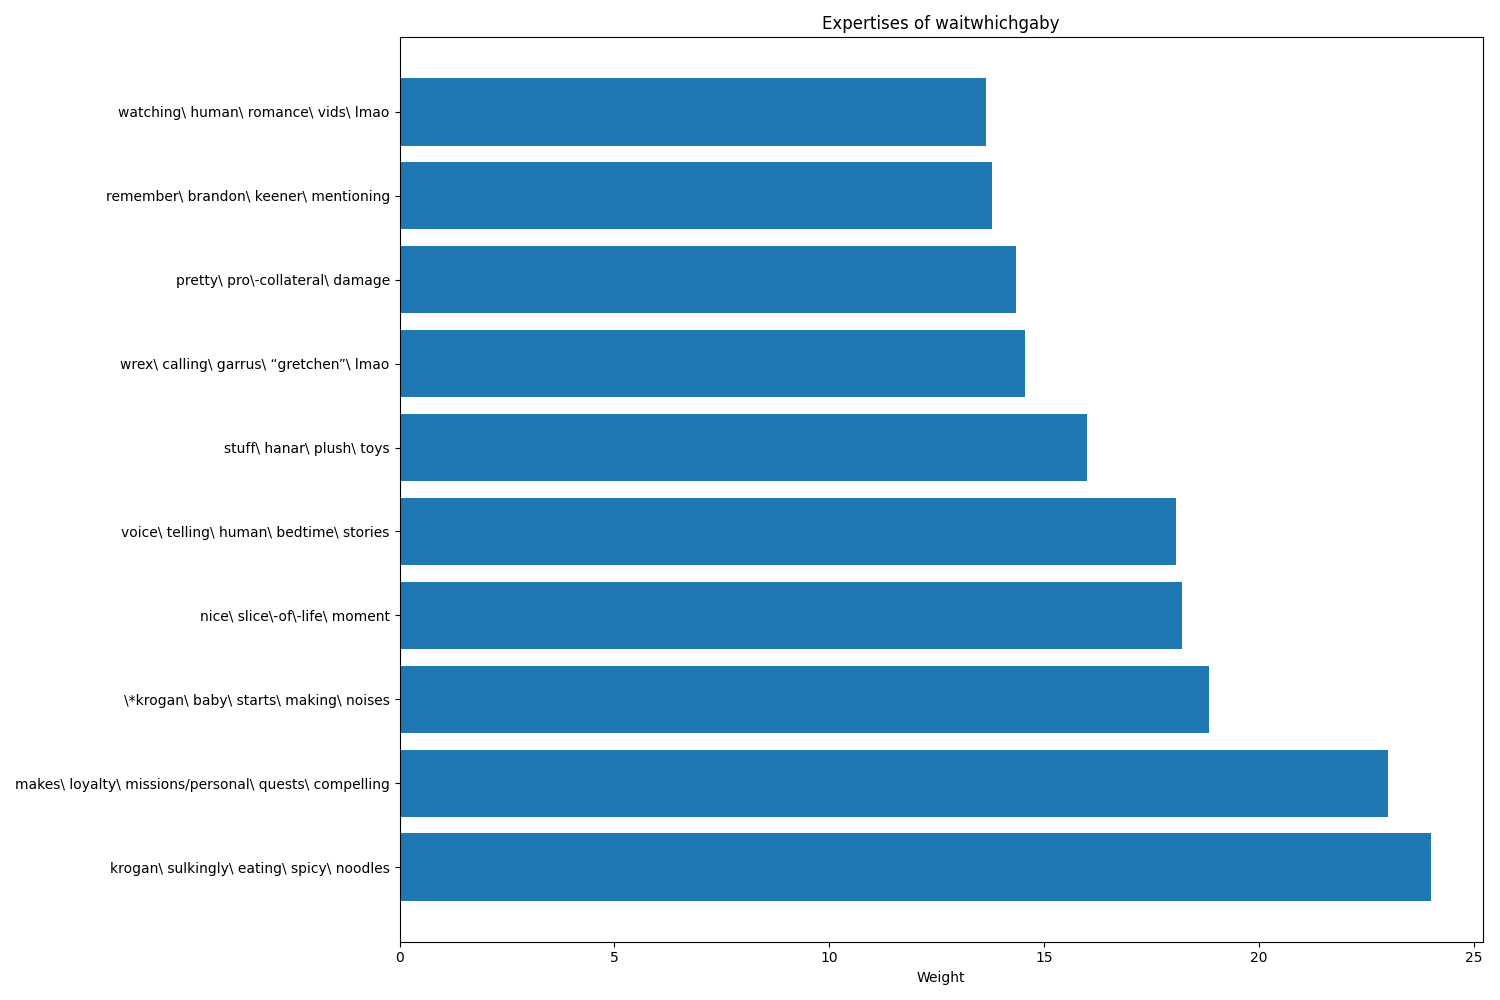 Expertises of waitwhichgaby
watching\ human\ romance\ vids\ lmao
remember\ brandon\ keener\ mentioning
pretty\ pro\-collateral\ damage
wrex\ calling\ garrus\ “gretchen”\ lmao
stuff\ hanar\ plush\ toys
voice\ telling\ human\ bedtime\ stories
nice\ slice\-of\-life\ moment
\*krogan\ baby\ starts\ making\ noises
makes\ loyalty\ missions/personal\ quests\ compelling
krogan\ sulkingly\ eating\ spicy\ noodles
0 5 10 15 20 25
Weight